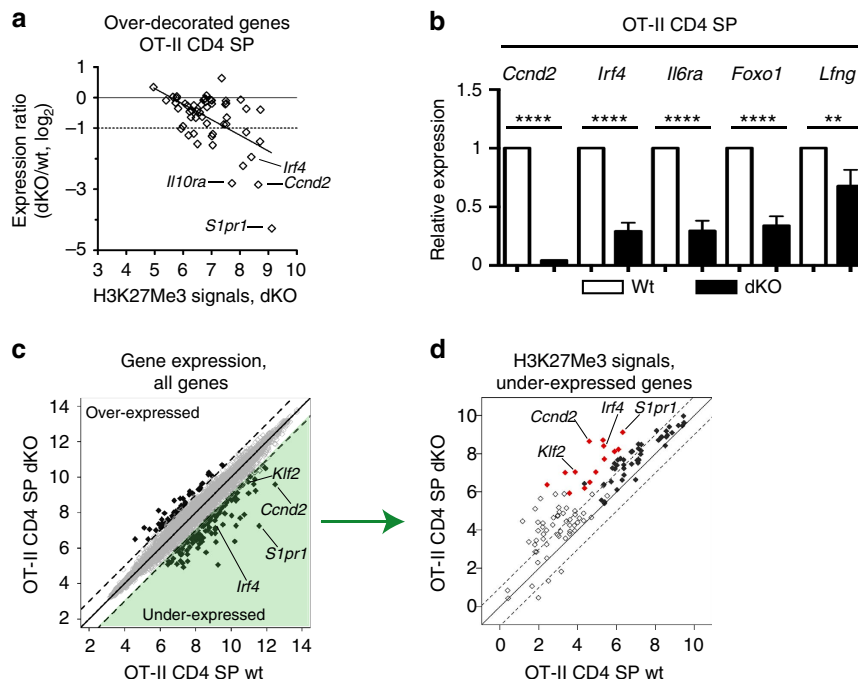 a
Over-decorated genes
OT-II CD4 SP
Expression ratio
(dKO/wt, log2)
1
0
−1
−3
−5
Irf4
Il10ra
Ccnd2
S1pr1
3 4 5 6 7 8 9 10
H3K27Me3 signals, dKO
b
OT-II CD4 SP
Ccnd2 Irf4 Il6ra Foxo1 Lfng
Relative expression
1.5
1
0.5
0
**** **** **** **** **
Wt dKO
c
Gene expression,
all genes
OT-II CD4 SP dKO
14
12
10
8
6
4
2
Over-expressed
Klf2
Ccnd2
S1pr1
Irf4
Under-expressed
2 4 6 8 10 12 14
OT-II CD4 SP wt
d
H3K27Me3 signals,
under-expressed genes
OT-II CD4 SP dKO
10
8
6
4
2
0
Ccnd2
Irf4
S1pr1
Klf2
0 2 4 6 8 10
OT-II CD4 SP wt